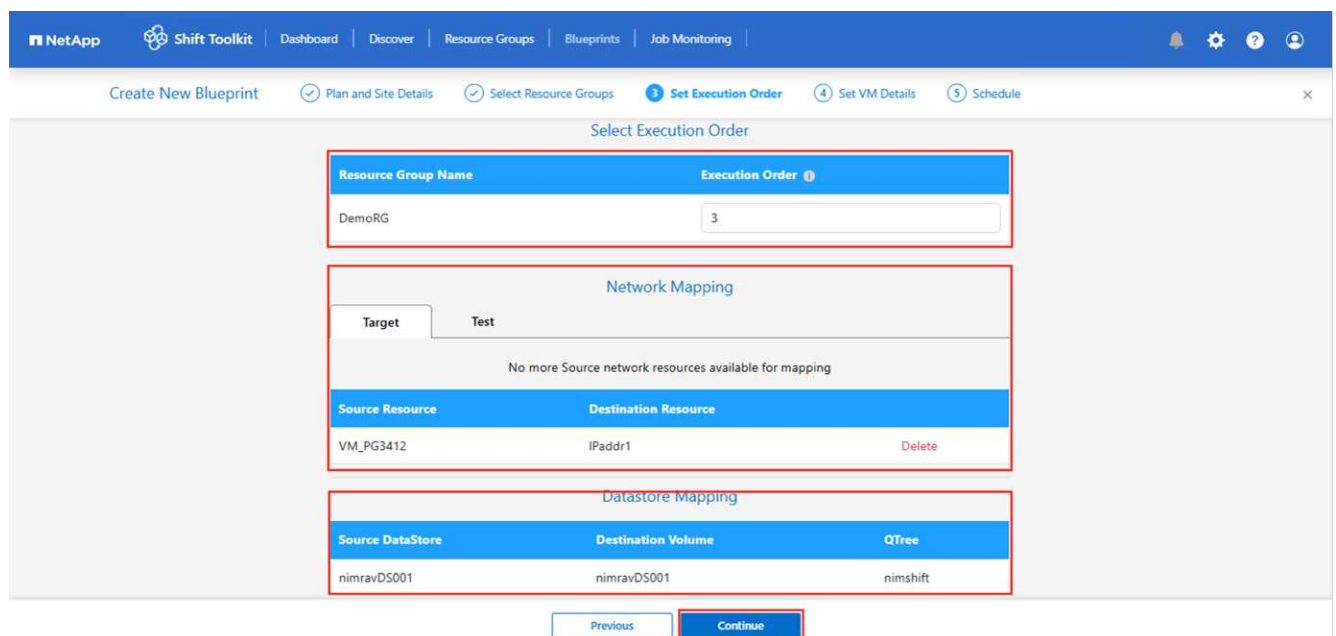 NetApp Shift Toolkit Dashboard Discover Resource Groups Blueprints Job Monitoring ?
Create New Blueprint Plan and Site Details Select Resource Groups 3 Set Execution Order 4 Set VM Details 5 Schedule ×
Select Execution Order
Resource Group Name Execution Order i
DemoRG 3
Network Mapping
Target Test
No more Source network resources available for mapping
Source Resource Destination Resource
VM_PG3412 IPaddr1 Delete
Datastore Mapping
Source DataStore Destination Volume QTree
nimravDS001 nimravDS001 nimshift
Previous Continue